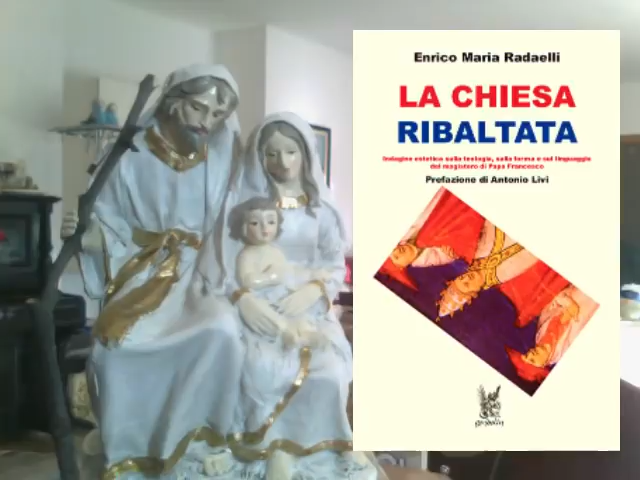 Enrico Maria Radaelli
LA CHIESA
RIBALTATA
Indagine estetica sulla teologia, sulla forma e sul linguaggio
del magistero di Papa Francesco
Prefazione di Antonio Livi
gondolin